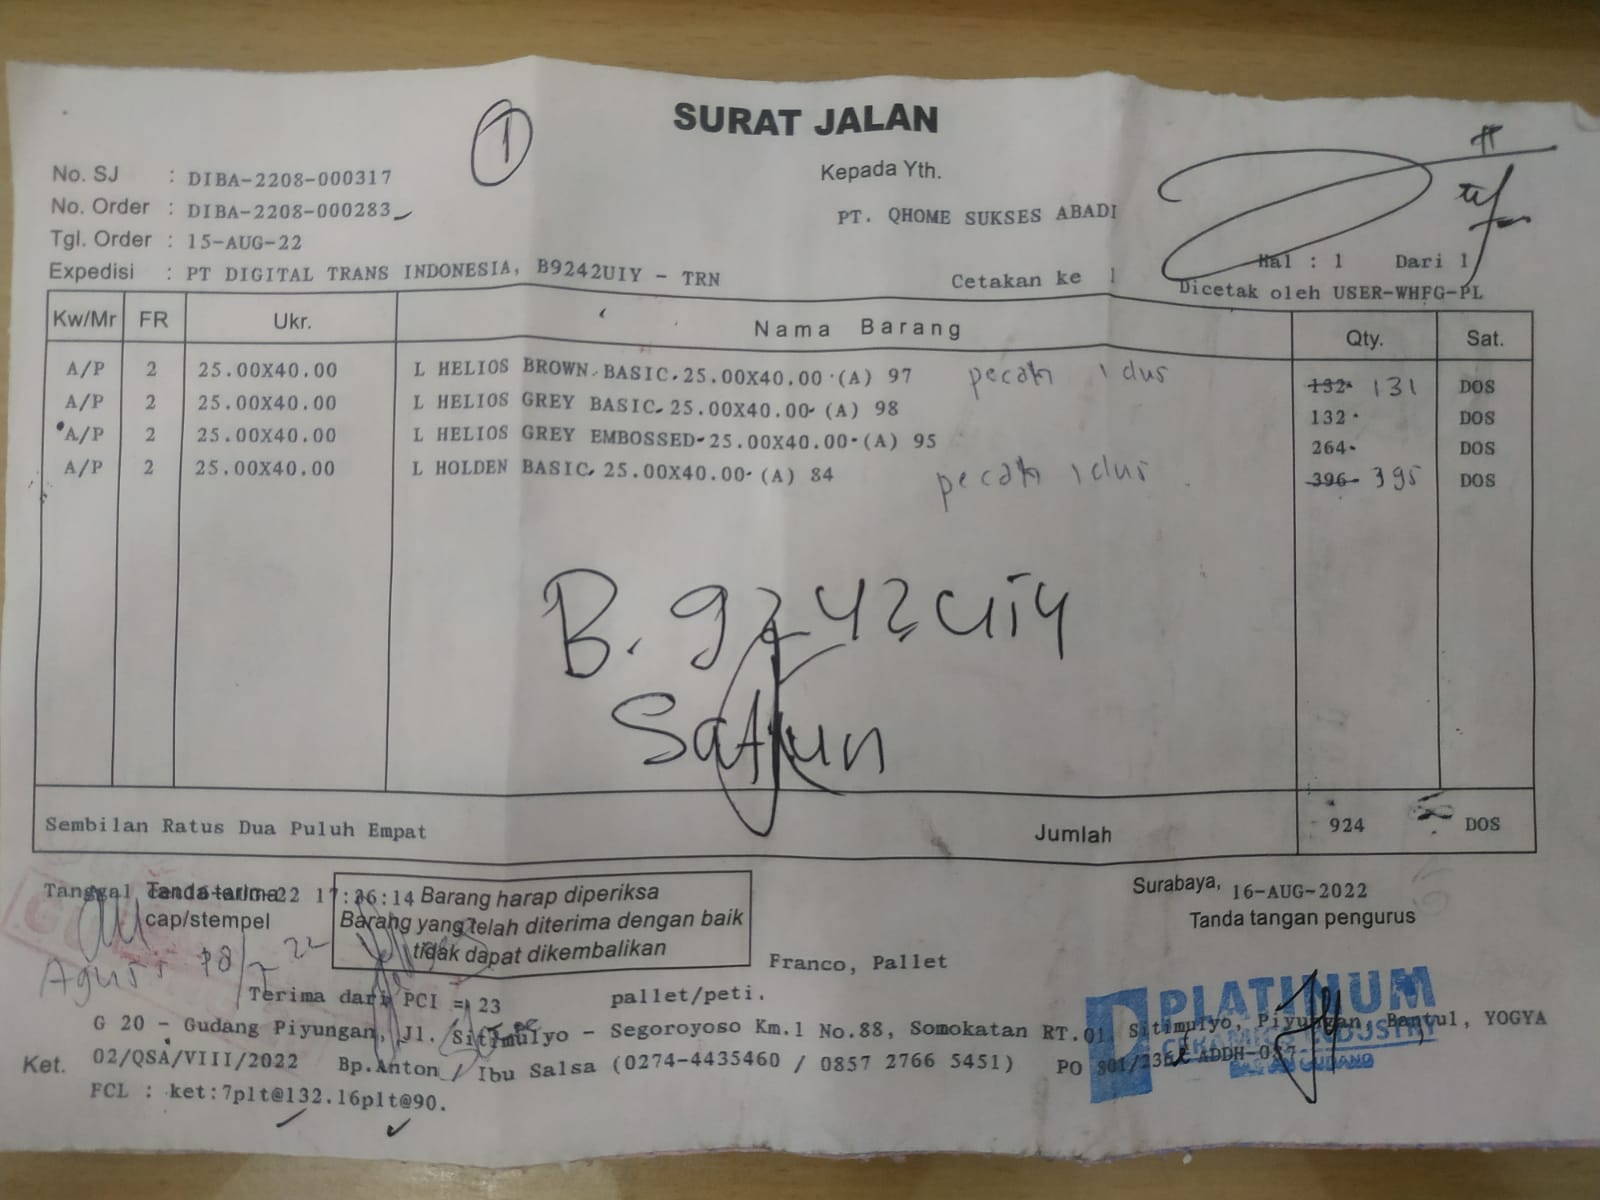 SURAT JALAN
1
Kepada Yth.
PT. QHOME SUKSES ABADI
No. SJ : DIBA-2208-000317
No. Order : DIBA-2208-000283
Tgl. Order : 15-AUG-22
Expedisi : PT DIGITAL TRANS INDONESIA, B9242UIY - TRN
Cetakan ke 1
Hal : 1 Dari 1
Dicetak oleh USER-WHFG-PL
Kw/Mr FR Ukr. Nama Barang Qty. Sat.
A/P 2 25.00X40.00 L HELIOS BROWN BASIC 25.00X40.00 (A) 97 pecah 1 dus 132 131 DOS
A/P 2 25.00X40.00 L HELIOS GREY BASIC 25.00X40.00 (A) 98 132 DOS
A/P 2 25.00X40.00 L HELIOS GREY EMBOSSED 25.00X40.00 (A) 95 264 DOS
A/P 2 25.00X40.00 L HOLDEN BASIC 25.00X40.00 (A) 84 pecah 1 dus 396 395 DOS
B. 9242 UIY
Sembilan Ratus Dua Puluh Empat Jumlah 924 DOS
Tanggal 22 17:36:14
Tanda terima
cap/stempel
Barang harap diperiksa
Barang yang telah diterima dengan baik
tidak dapat dikembalikan
Surabaya, 16-AUG-2022
Tanda tangan pengurus
Franco, Pallet
Terima dari PCI = 23 pallet/peti.
PLATINUM
CERAMICS INDUSTRY
GUDANG
G 20 - Gudang Piyungan, Jl. Sitimulyo - Segoroyoso Km.1 No.88, Somokatan RT.01 Sitimulyo, Piyungan, Bantul, YOGYA
Ket. 02/QSA/VIII/2022 Bp.Anton / Ibu Salsa (0274-4435460 / 0857 2766 5451) PO
FCL : ket:7plt@132.16plt@90.